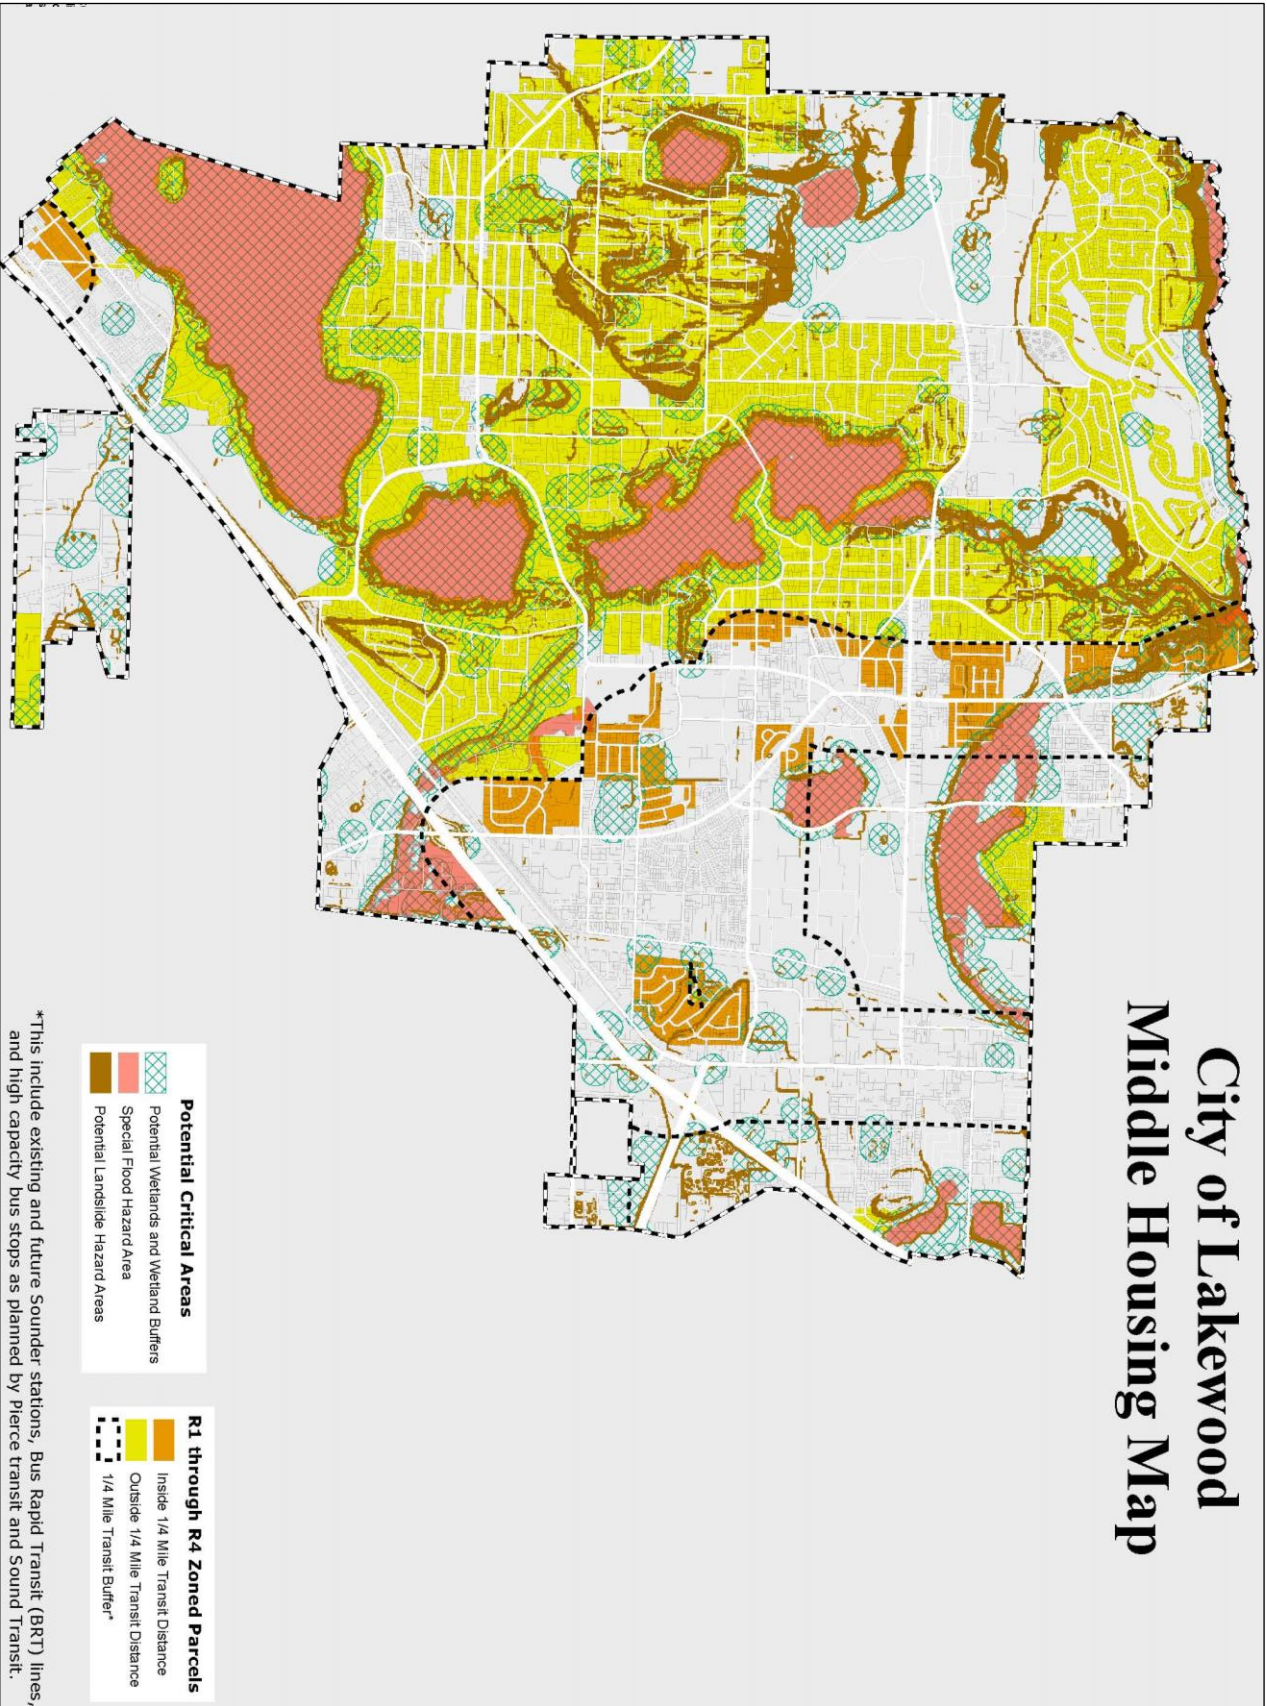 City of Lakewood
Middle Housing Map
Potential Critical Areas
Potential Wetlands and Wetland Buffers
Special Flood Hazard Area
Potential Landslide Hazard Areas
R1 through R4 Zoned Parcels
Inside 1/4 Mile Transit Distance
Outside 1/4 Mile Transit Distance
1/4 Mile Transit Buffer*
*This include existing and future Sounder stations, Bus Rapid Transit (BRT) lines,
and high capacity bus stops as planned by Pierce transit and Sound Transit.